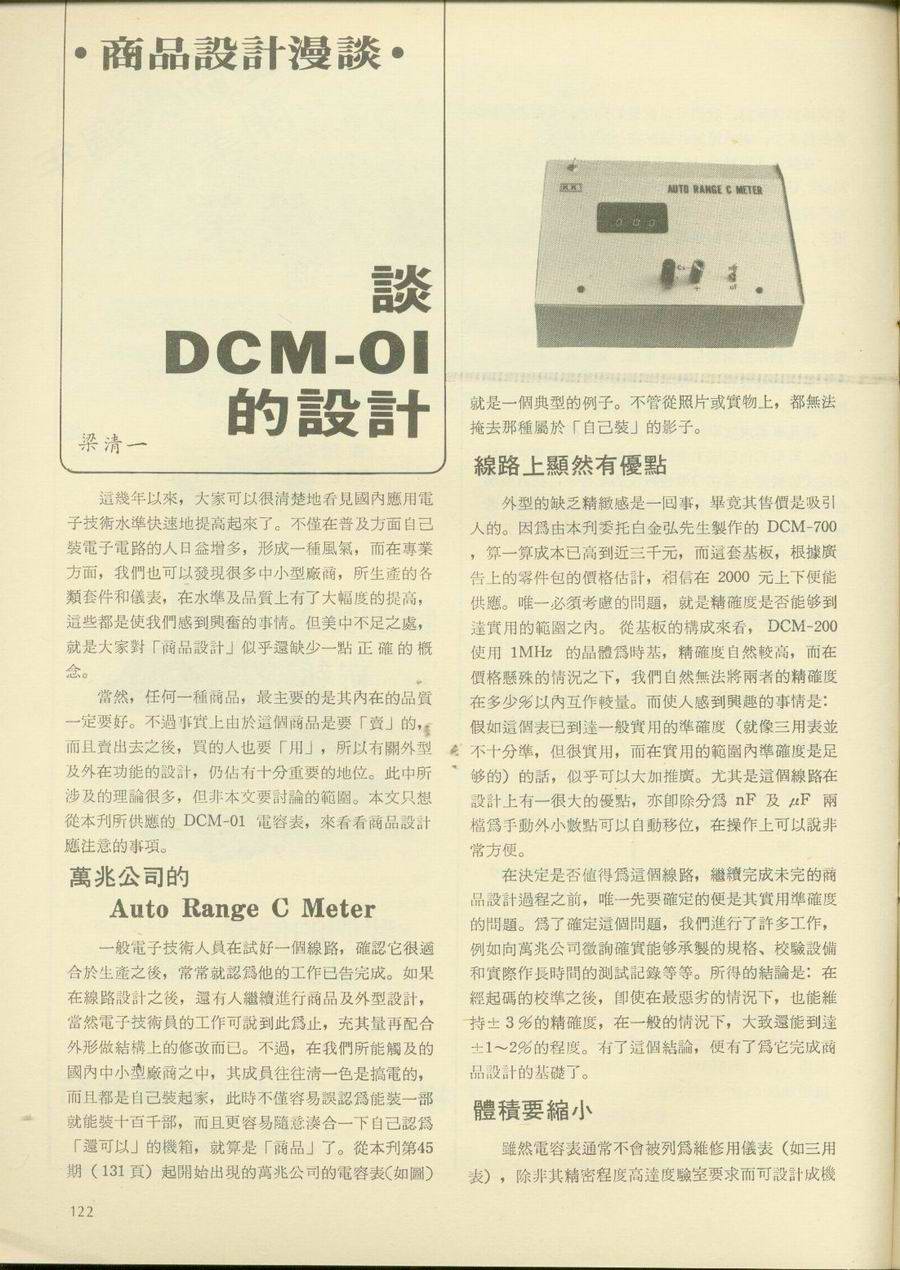 •商品設計漫談•
談
DCM-01
的設計
梁清一
這幾年以來，大家可以很清楚地看見國內應用電
子技術水準快速地提高起來了。不僅在普及方面自己
裝電子電路的人日益增多，形成一種風氣，而在專業
方面，我們也可以發現很多中小型廠商，所生產的各
類套件和儀表，在水準及品質上有了大幅度的提高，
這些都是使我們感到興奮的事情。但美中不足之處，
就是大家對「商品設計」似乎還缺少一點正確的概
念。
當然，任何一種商品，最主要的是其內在的品質
一定要好。不過事實上由於這個商品是要「賣」的，
而且賣出去之後，買的人也要「用」，所以有關外型
及外在功能的設計，仍佔有十分重要的地位。此中所
涉及的理論很多，但非本文要討論的範圍。本文只想
從本刋所供應的 DCM-01 電容表，來看看商品設計
應注意的事項。
萬兆公司的
Auto Range C Meter
一般電子技術人員在試好一個線路，確認它很適
合於生產之後，常常就認爲他的工作已告完成。如果
在線路設計之後，還有人繼續進行商品及外型設計，
當然電子技術員的工作可說到此爲止，充其量再配合
外形做結構上的修改而已。不過，在我們所能觸及的
國內中小型廠商之中，其成員往往清一色是搞電的，
而且都是自己裝起家，此時不僅容易誤認爲能裝一部
就能裝十百千部，而且更容易隨意湊合一下自己認爲
「還可以」的機箱，就算是「商品」了。從本刋第45
期（131頁）起開始出現的萬兆公司的電容表（如圖）
122
KK
AUTO RANGE C METER
000
Cx
+
nF
uF
就是一個典型的例子。不管從照片或實物上，都無法
掩去那種屬於「自己裝」的影子。
線路上顯然有優點
外型的缺乏精緻感是一囘事，畢竟其售價是吸引
人的。因爲由本刋委托白金弘先生製作的 DCM-700
，算一算成本已高到近三千元，而這套基板，根據廣
告上的零件包的價格估計，相信在 2000 元上下便能
供應。唯一必須考慮的問題，就是精確度是否能够到
達實用的範圍之內。從基板的構成來看， DCM-200
使用 1MHz 的晶體爲時基，精確度自然較高，而在
價格懸殊的情況之下，我們自然無法將兩者的精確度
在多少％以內互作較量。而使人感到興趣的事情是：
假如這個表已到達一般實用的準確度（就像三用表並
不十分準，但很實用，而在實用的範圍內準確度是足
够的）的話，似乎可以大加推廣。尤其是這個線路在
設計上有一很大的優點，亦卽除分爲 nF 及 μF 兩
檔爲手動外小數點可以自動移位，在操作上可以說非
常方便。
在決定是否值得爲這個線路，繼續完成未完的商
品設計過程之前，唯一先要確定的便是其實用準確度
的問題。爲了確定這個問題，我們進行了許多工作，
例如向萬兆公司徵詢確實能够承製的規格、校驗設備
和實際作長時間的測試記錄等等。所得的結論是：在
經起碼的校準之後，卽使在最惡劣的情況下，也能維
持± 3％的精確度，在一般的情況下，大致還能到達
±1～2％的程度。有了這個結論，便有了爲它完成商
品設計的基礎了。
體積要縮小
雖然電容表通常不會被列爲維修用儀表（如三用
表），除非其精密程度高達度驗室要求而可設計成機